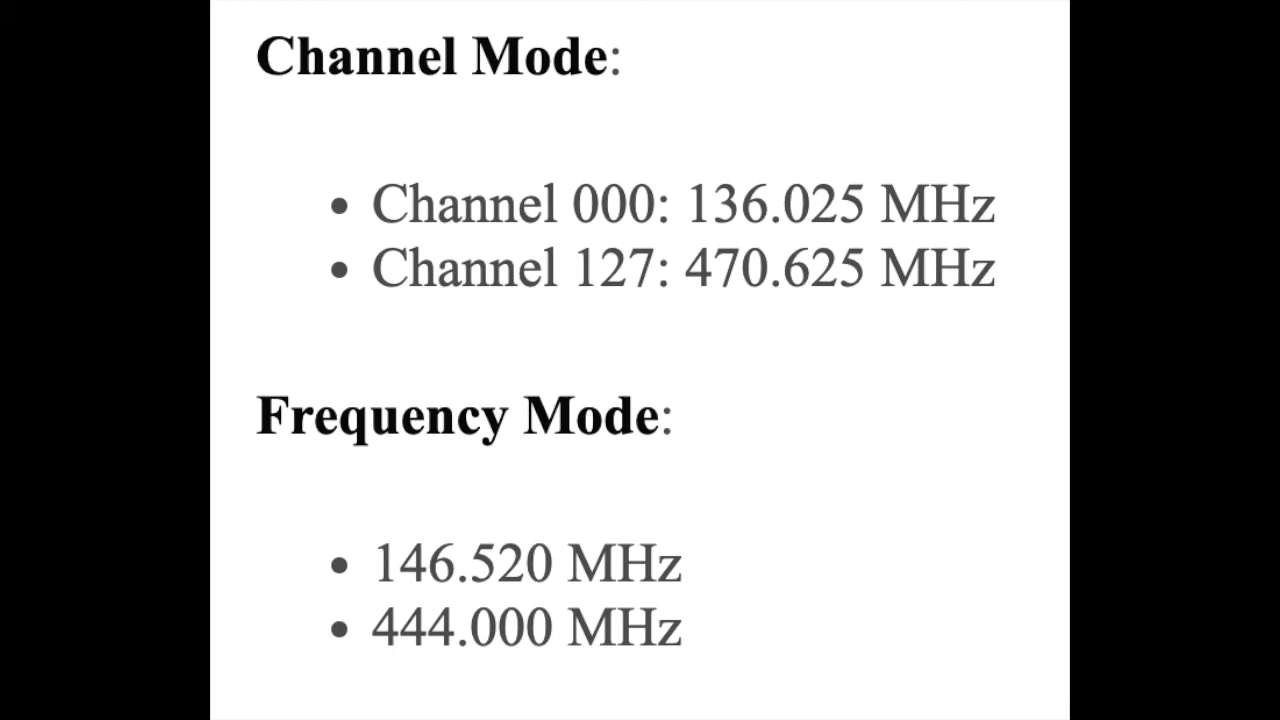 Channel Mode:
• Channel 000: 136.025 MHz
• Channel 127: 470.625 MHz
Frequency Mode:
• 146.520 MHz
• 444.000 MHz